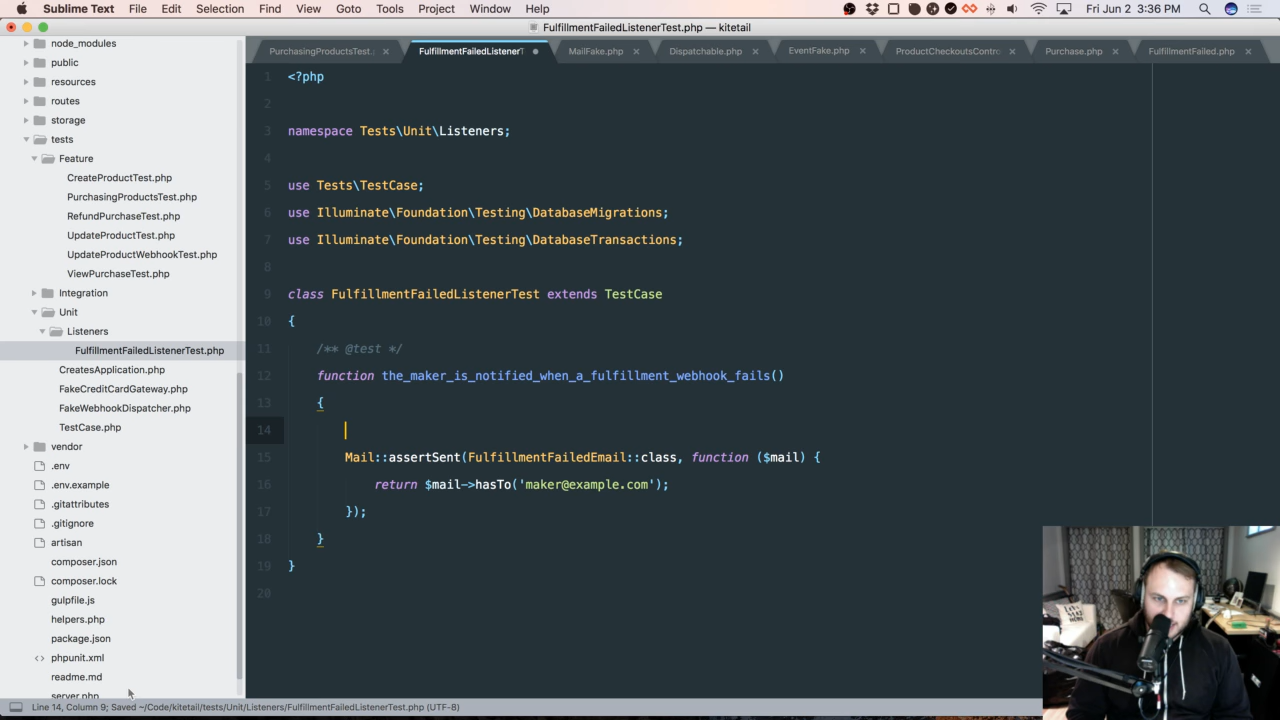 Sublime Text File Edit Selection Find View Goto Tools Project Window Help Fri Jun 2 3:36 PM
FulfillmentFailedListenerTest.php — kitetail
PurchasingProductsTest. × FulfillmentFailedListenerT MailFake.php × Dispatchable.php × EventFake.php × ProductCheckoutsContro × Purchase.php × FulfillmentFailed.php ×
node_modules
public
resources
routes
storage
tests
Feature
CreateProductTest.php
PurchasingProductsTest.php
RefundPurchaseTest.php
UpdateProductTest.php
UpdateProductWebhookTest.php
ViewPurchaseTest.php
Integration
Unit
Listeners
FulfillmentFailedListenerTest.php
CreatesApplication.php
FakeCreditCardGateway.php
FakeWebhookDispatcher.php
TestCase.php
vendor
.env
.env.example
.gitattributes
.gitignore
artisan
composer.json
composer.lock
gulpfile.js
helpers.php
package.json
<> phpunit.xml
readme.md
server.php
1 <?php
2
3 namespace Tests\Unit\Listeners;
4
5 use Tests\TestCase;
6 use Illuminate\Foundation\Testing\DatabaseMigrations;
7 use Illuminate\Foundation\Testing\DatabaseTransactions;
8
9 class FulfillmentFailedListenerTest extends TestCase
10 {
11 /** @test */
12 function the_maker_is_notified_when_a_fulfillment_webhook_fails()
13 {
14
15 Mail::assertSent(FulfillmentFailedEmail::class, function ($mail) {
16 return $mail->hasTo('maker@example.com');
17 });
18 }
19 }
20
Line 14, Column 9; Saved ~/Code/kitetail/tests/Unit/Listeners/FulfillmentFailedListenerTest.php (UTF-8)